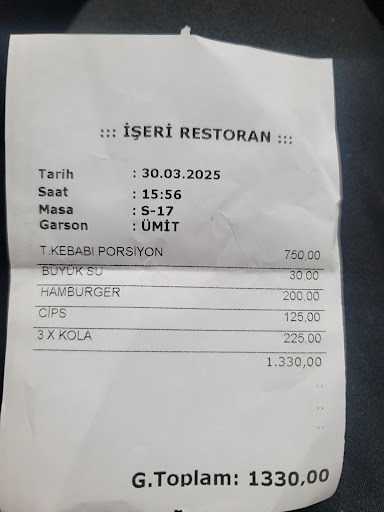 ::: İŞERİ RESTORAN :::
Tarih : 30.03.2025
Saat : 15:56
Masa : S-17
Garson : ÜMİT
T.KEBABI PORSİYON 750,00
BÜYÜK SU 30,00
HAMBURGER 200,00
CİPS 125,00
3 X KOLA 225,00
1.330,00
G.Toplam: 1330,00